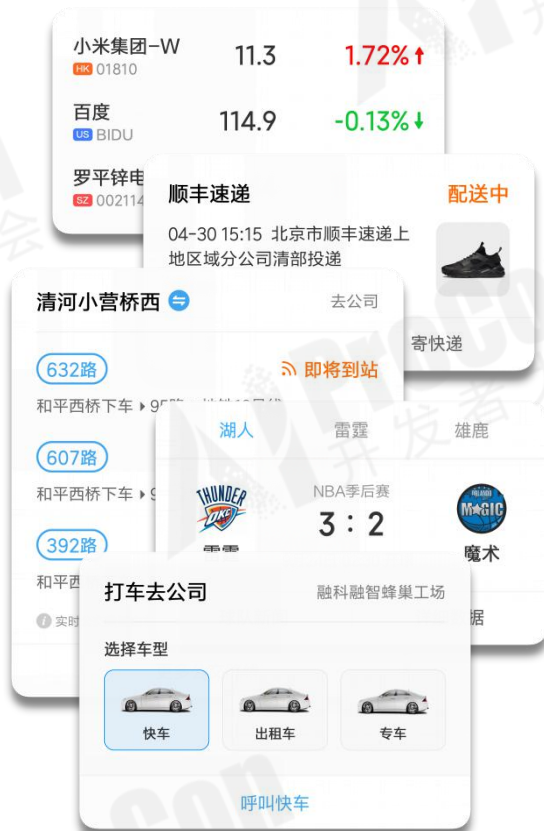 小米集团-W 11.3 1.72%↑
HK 01810
百度 114.9 -0.13%↓
US BIDU
罗平锌电
SZ 002114
顺丰速递 配送中
04-30 15:15 北京市顺丰速递上
地区域分公司清部投递
寄快递
清河小营桥西 去公司
632路 即将到站
和平西桥下车
607路
和平西桥下车
392路
和平西
实时
湖人 雷霆 雄鹿
THUNDER
OKC
NBA季后赛
3 : 2
ORLANDO
MAGIC
魔术
打车去公司 融科融智蜂巢工场
选择车型
快车 出租车 专车
呼叫快车